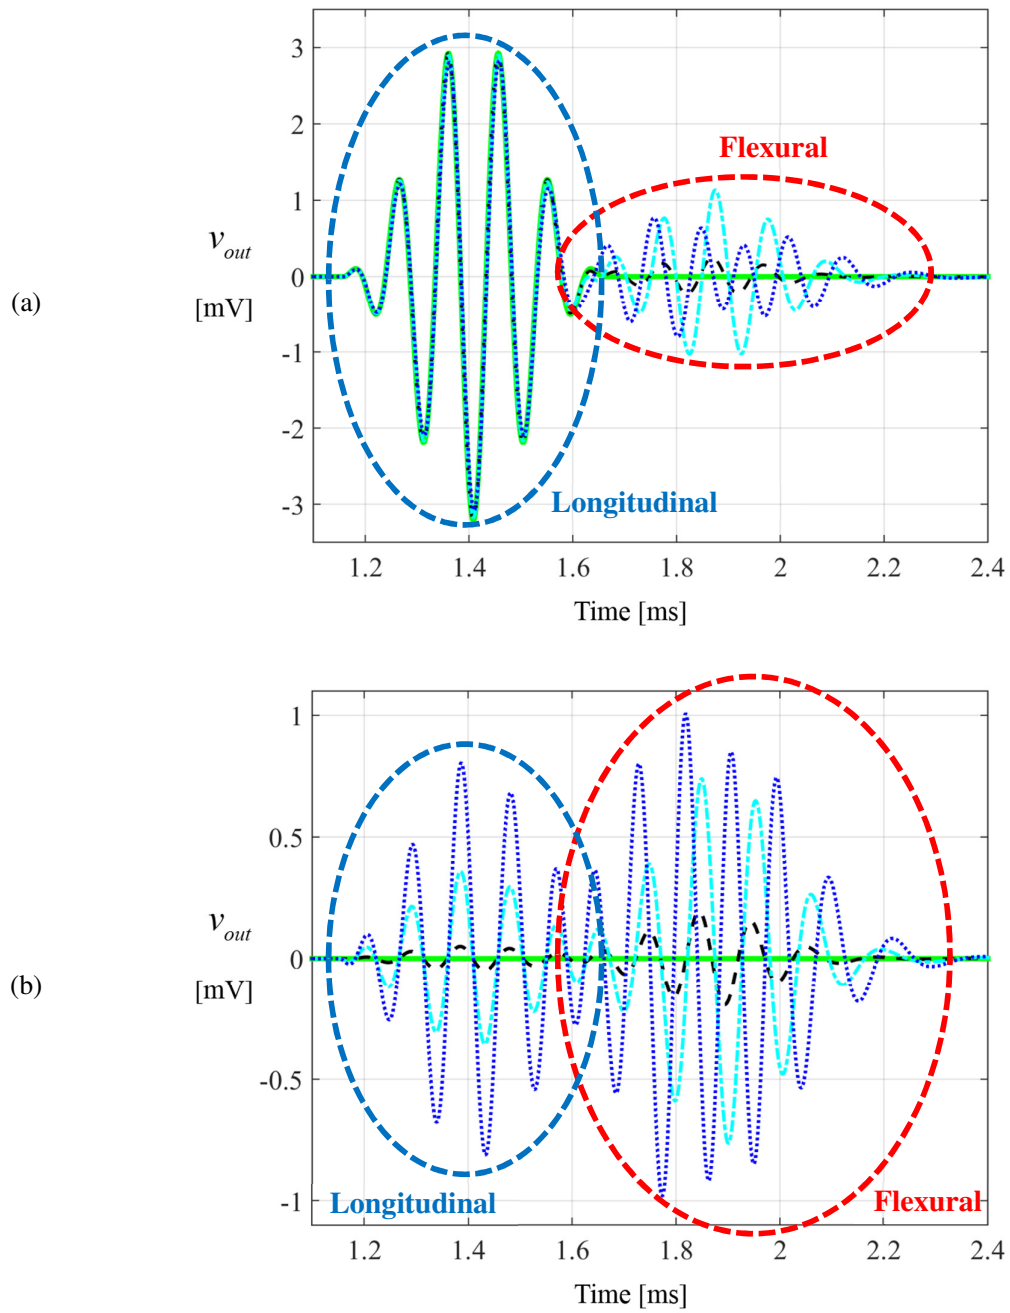 3
2
Flexural
1
v_out
0
(a)
[mV]
-1
-2
Longitudinal
-3
1.2 1.4 1.6 1.8 2 2.2 2.4
Time [ms]
1
0.5
v_out
0
(b)
[mV]
-0.5
-1
Longitudinal Flexural
1.2 1.4 1.6 1.8 2 2.2 2.4
Time [ms]